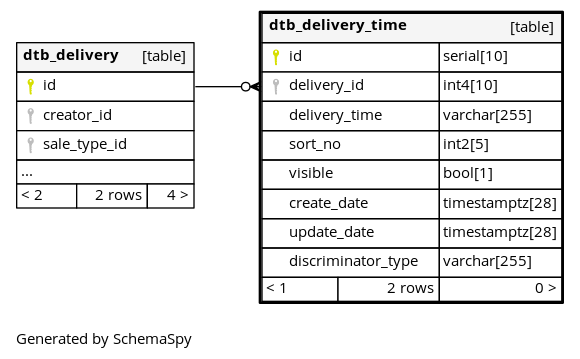 dtb_delivery [table]
id
creator_id
sale_type_id
...
< 2 2 rows 4 >
dtb_delivery_time [table]
id serial[10]
delivery_id int4[10]
delivery_time varchar[255]
sort_no int2[5]
visible bool[1]
create_date timestamptz[28]
update_date timestamptz[28]
discriminator_type varchar[255]
< 1 2 rows 0 >
Generated by SchemaSpy